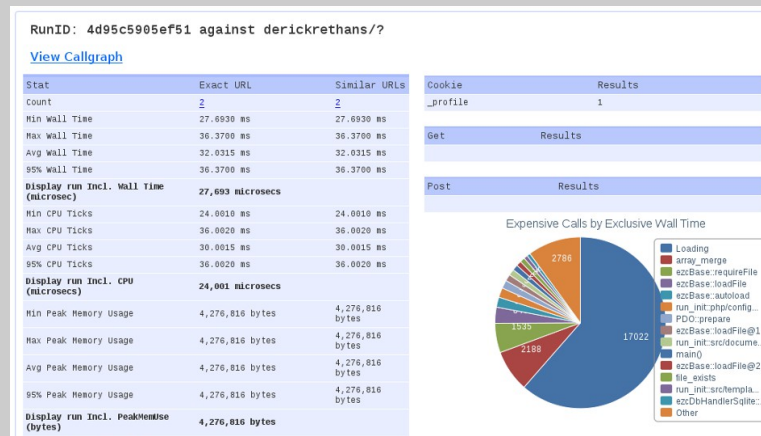 RunID: 4d95c5905ef51 against derickrethans/?
View Callgraph
Stat Exact URL Similar URLs
Count 2 2
Min Wall Time 27.6930 ms 27.6930 ms
Max Wall Time 36.3700 ms 36.3700 ms
Avg Wall Time 32.0315 ms 32.0315 ms
95% Wall Time 36.3700 ms 36.3700 ms
Display run Incl. Wall Time
(microsec) 27,693 microsecs
Min CPU Ticks 24.0010 ms 24.0010 ms
Max CPU Ticks 36.0020 ms 36.0020 ms
Avg CPU Ticks 30.0015 ms 30.0015 ms
95% CPU Ticks 36.0020 ms 36.0020 ms
Display run Incl. CPU
(microsecs) 24,001 microsecs
Min Peak Memory Usage 4,276,816 bytes 4,276,816
bytes
Max Peak Memory Usage 4,276,816 bytes 4,276,816
bytes
Avg Peak Memory Usage 4,276,816 bytes 4,276,816
bytes
95% Peak Memory Usage 4,276,816 bytes 4,276,816
bytes
Display run Incl. PeakMemUse
(bytes) 4,276,816 bytes
Cookie Results
_profile 1
Get Results
Post Results
Expensive Calls by Exclusive Wall Time
2786
1535
2188
17022
Loading
array_merge
ezcBase::requireFile
ezcBase::loadFile
ezcBase::autoload
run_init::php/config...
PDO::prepare
ezcBase::loadFile@1
run_init::src/docume...
main()
ezcBase::loadFile@2
file_exists
run_init::src/templa...
ezcDbHandlerSqlite::...
Other